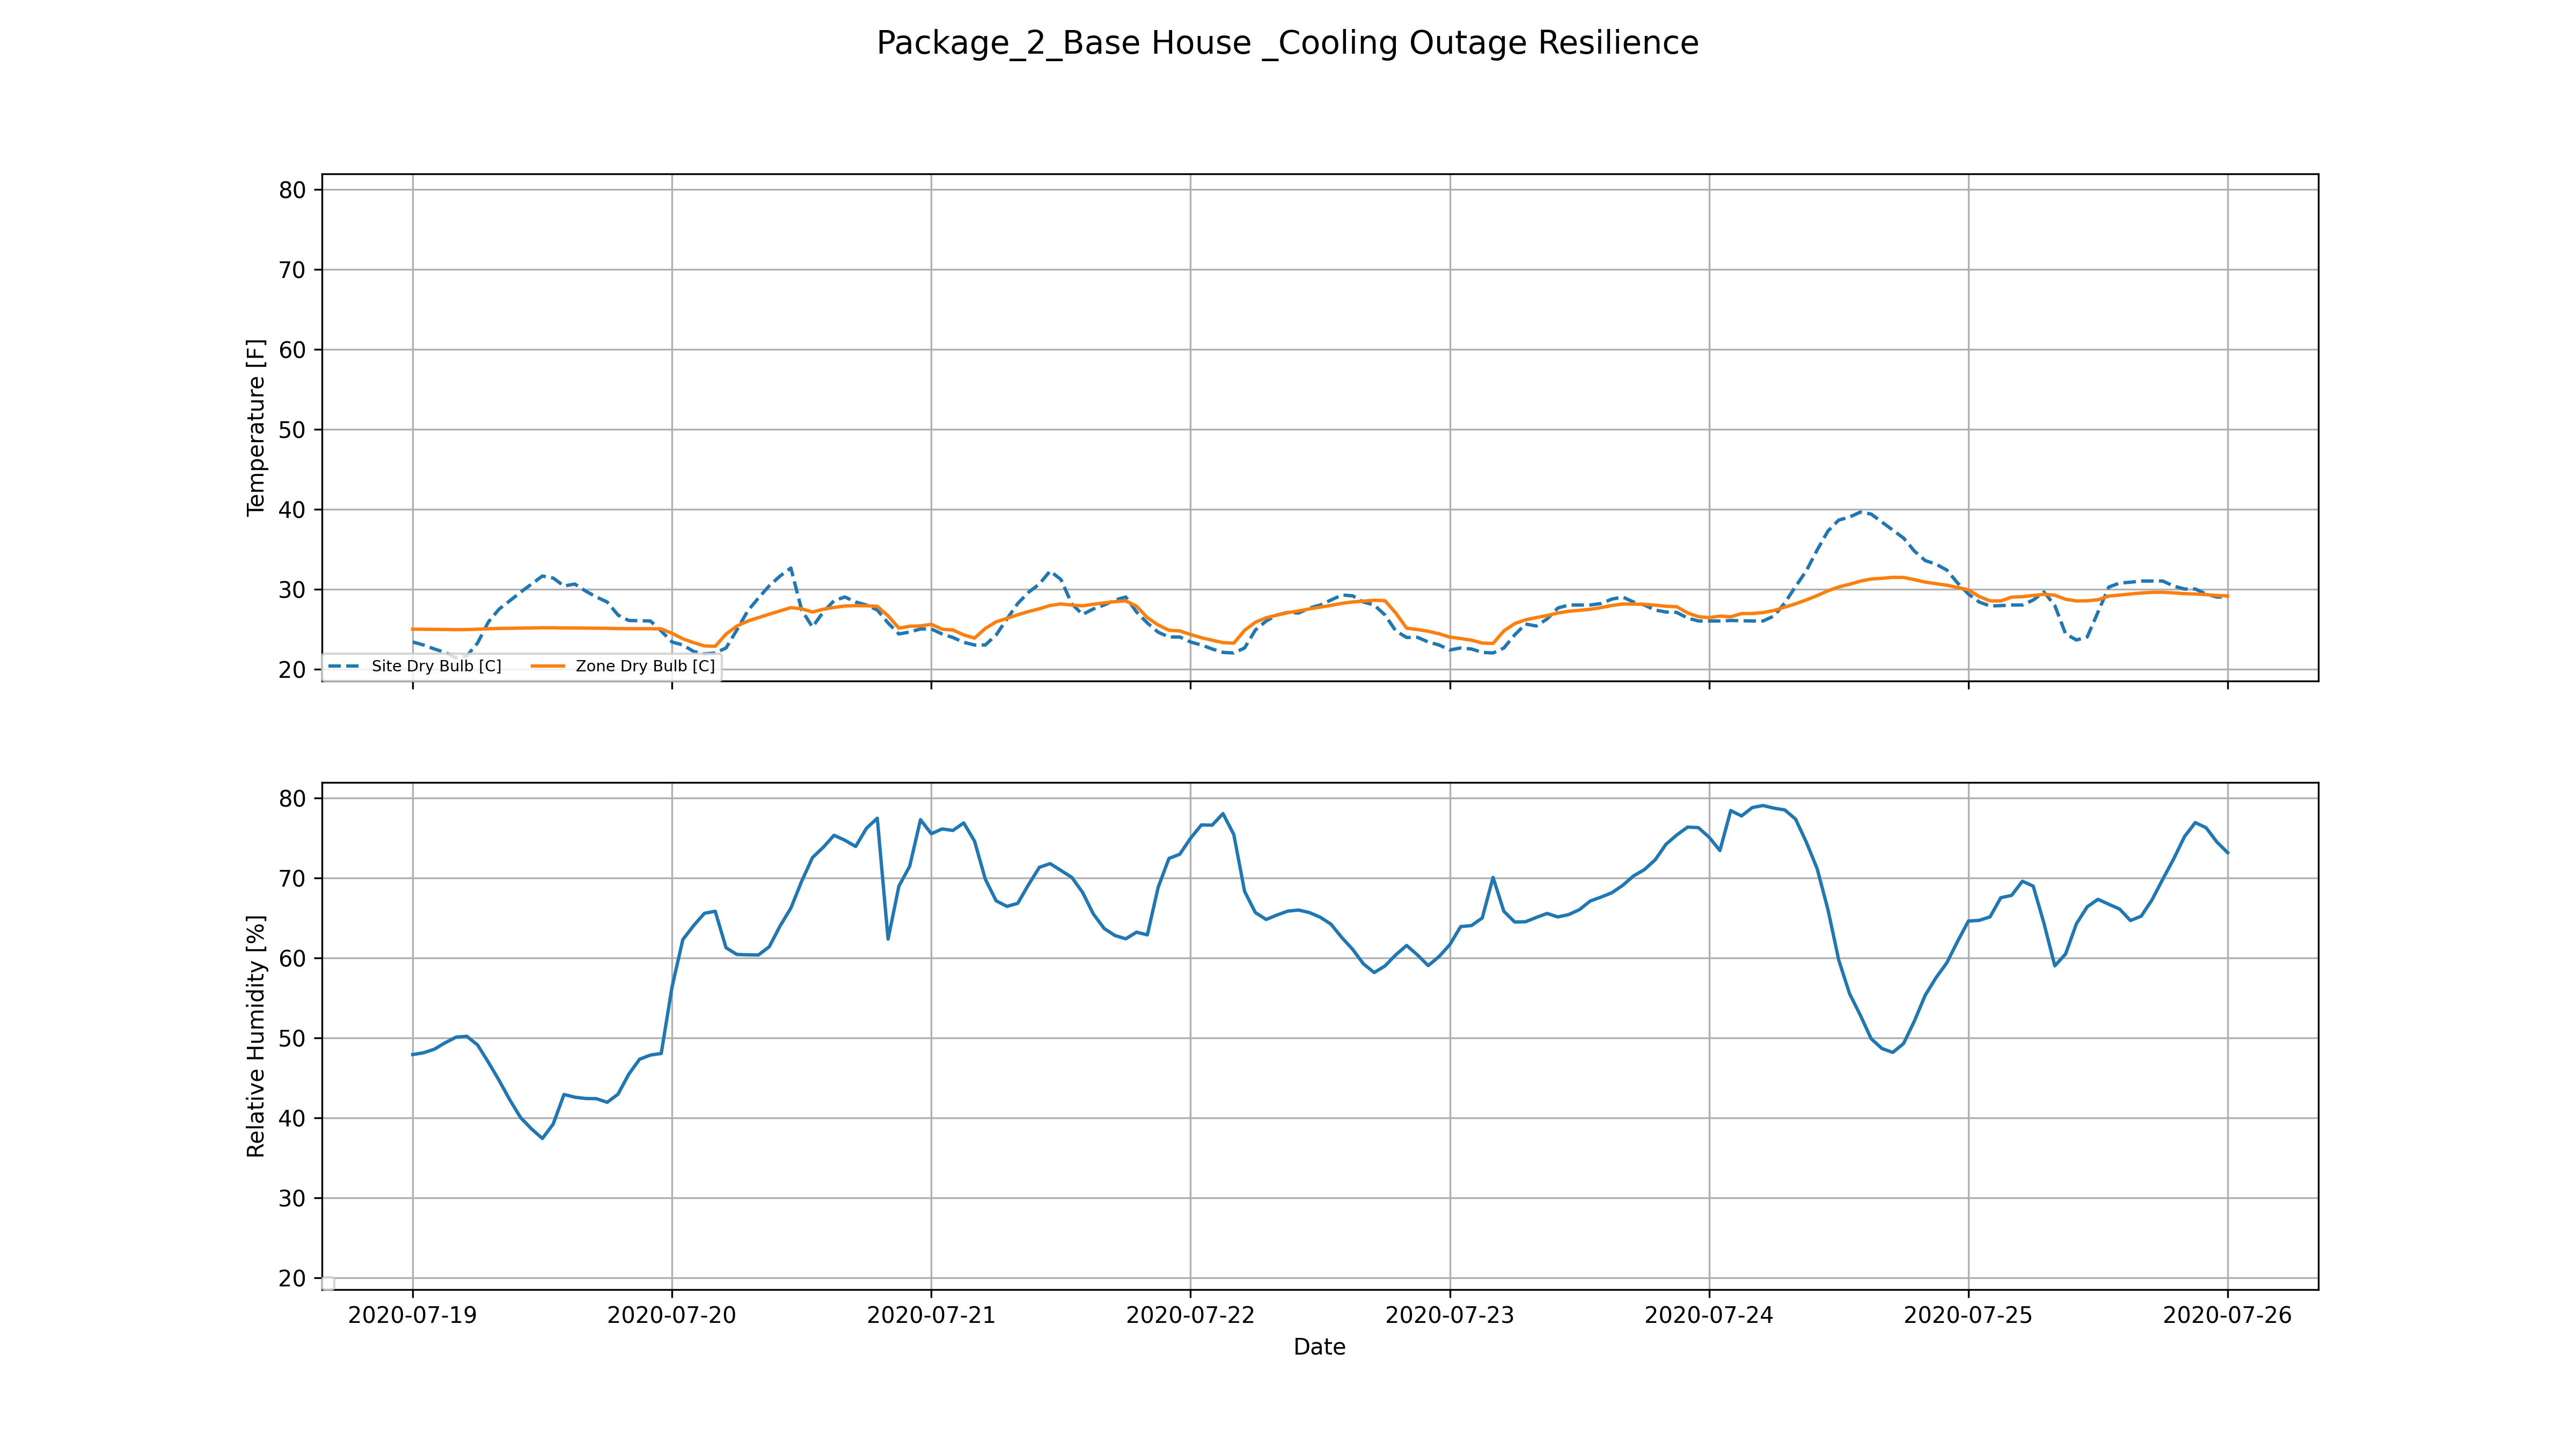 Package_2_Base House _Cooling Outage Resilience
80
70
60
50
40
30
20
Temperature [F]
Site Dry Bulb [C] Zone Dry Bulb [C]
80
70
60
50
40
30
20
Relative Humidity [%]
2020-07-19 2020-07-20 2020-07-21 2020-07-22 2020-07-23 2020-07-24 2020-07-25 2020-07-26
Date